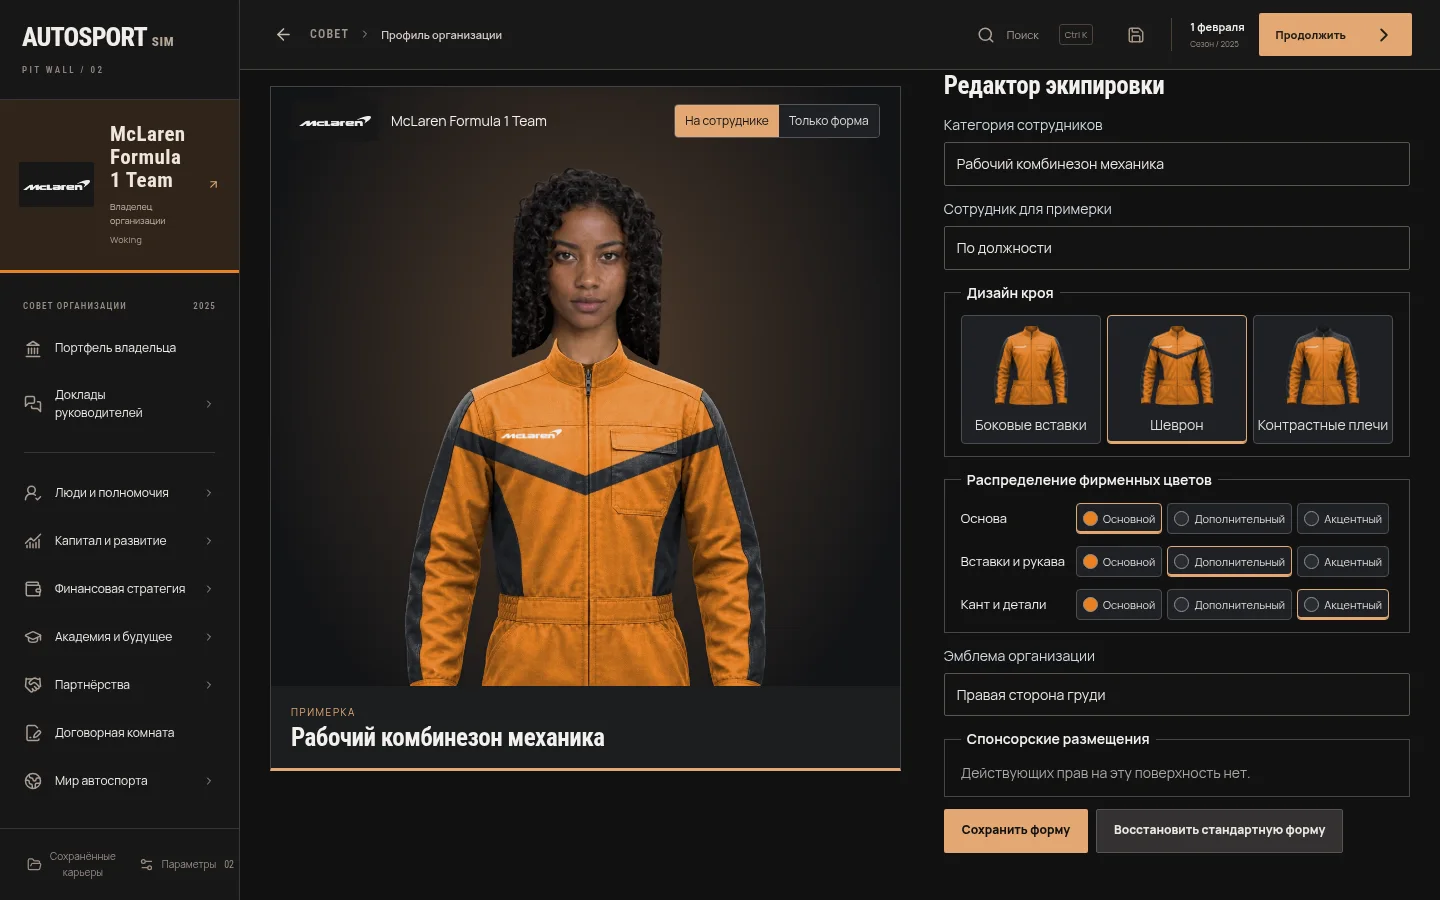 AUTOSPORT SIM
PIT WALL / 02
McLaren
McLaren
Formula
1 Team
Владелец
организации
Woking
СОВЕТ ОРГАНИЗАЦИИ 2025
Портфель владельца
Доклады
руководителей
Люди и полномочия
Капитал и развитие
Финансовая стратегия
Академия и будущее
Партнёрства
Договорная комната
Мир автоспорта
Сохранённые
карьеры
Параметры 02
СОВЕТ
Профиль организации
Поиск
Ctrl K
1 февраля
Сезон / 2025
Продолжить
McLaren
McLaren Formula 1 Team
На сотруднике
Только форма
McLaren
ПРИМЕРКА
Рабочий комбинезон механика
Редактор экипировки
Категория сотрудников
Рабочий комбинезон механика
Сотрудник для примерки
По должности
Дизайн кроя
Боковые вставки
Шеврон
Контрастные плечи
Распределение фирменных цветов
Основа
Основной
Дополнительный
Акцентный
Вставки и рукава
Основной
Дополнительный
Акцентный
Кант и детали
Основной
Дополнительный
Акцентный
Эмблема организации
Правая сторона груди
Спонсорские размещения
Действующих прав на эту поверхность нет.
Сохранить форму
Восстановить стандартную форму